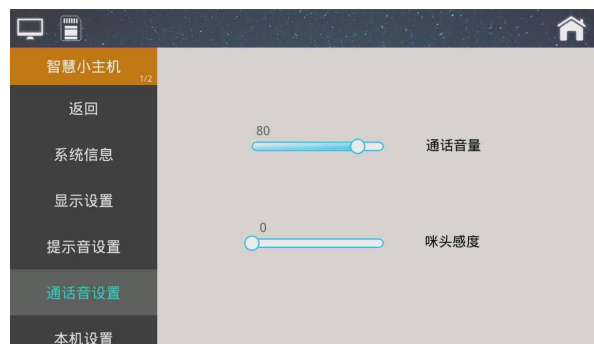 智慧小主机
1/2
返回
系统信息
显示设置
提示音设置
通话音设置
本机设置
80
通话音量
0
咪头感度